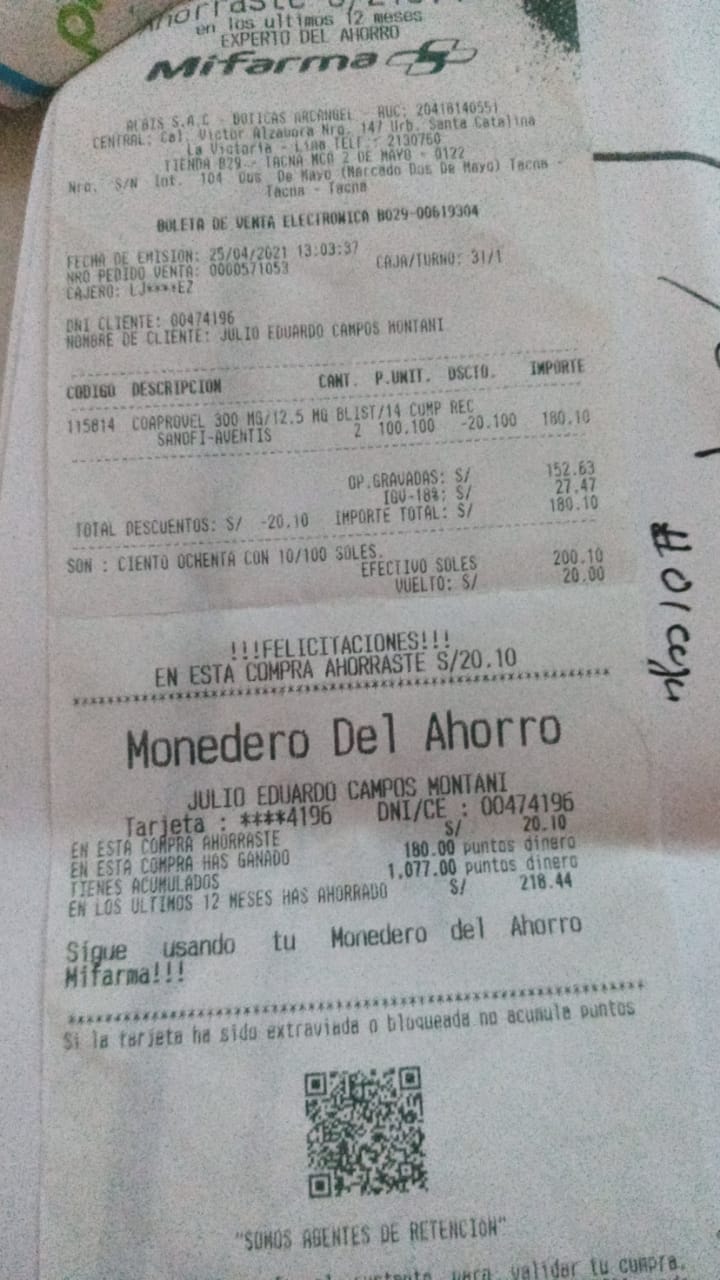 Ahorraste
en los ultimos 12 meses
EXPERTO DEL AHORRO
Mifarma
ALBIS S.A.C - BOTICAS ARCANGEL - RUC: 20418140551
CENTRAL: Cal. Victor Alzamora Nro. 147 Urb. Santa Catalina
La Victoria - Lima TELF.: 2130760
TIENDA B29 - TACNA MCO 2 DE MAYO - 0122
Nro. S/N Int. 104 Dos De Mayo (Mercado Dos De Mayo) Tacna -
Tacna - Tacna
BOLETA DE VENTA ELECTRONICA B029-00619304
FECHA DE EMISION: 25/04/2021 13:03:37
NRO PEDIDO VENTA: 0000571053 CAJA/TURNO: 31/1
CAJERO: LJ****EZ
DNI CLIENTE: 00474196
NOMBRE DE CLIENTE: JULIO EDUARDO CAMPOS MONTANI
CODIGO DESCRIPCION CANT. P.UNIT. DSCTO. IMPORTE
115814 COAPROVEL 300 MG/12.5 MG BLIST/14 CUMP REC
SANOFI-AVENTIS 2 100.100 -20.100 180.10
OP.GRAVADAS: S/ 152.63
IGV-18%: S/ 27.47
TOTAL DESCUENTOS: S/ -20.10 IMPORTE TOTAL: S/ 180.10
SON : CIENTO OCHENTA CON 10/100 SOLES.
EFECTIVO SOLES 200.10
VUELTO: S/ 20.00
!!!FELICITACIONES!!!
EN ESTA COMPRA AHORRASTE S/20.10
Monedero Del Ahorro
JULIO EDUARDO CAMPOS MONTANI
Tarjeta : ****4196 DNI/CE : 00474196
EN ESTA COMPRA AHORRASTE S/ 20.10
EN ESTA COMPRA HAS GANADO 180.00 puntos dinero
TIENES ACUMULADOS 1,077.00 puntos dinero
EN LOS ULTIMOS 12 MESES HAS AHORRADO S/ 218.44
Sigue usando tu Monedero del Ahorro
Mifarma!!!
Si la tarjeta ha sido extraviada o bloqueada no acumula puntos
"SOMOS AGENTES DE RETENCION"
para validar tu compra.